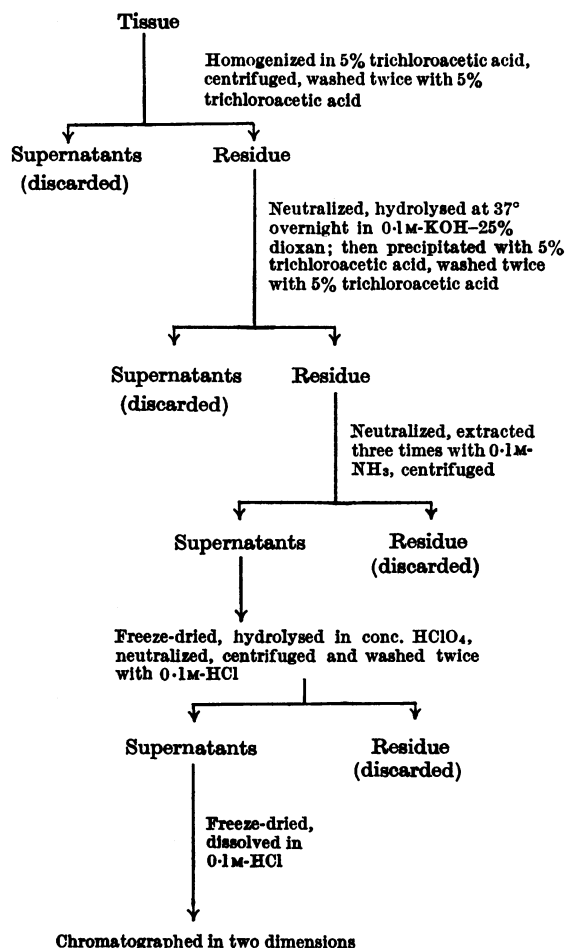 Tissue
Homogenized in 5% trichloroacetic acid,
centrifuged, washed twice with 5%
trichloroacetic acid
Supernatants Residue
(discarded)
Neutralized, hydrolysed at 37°
overnight in 0·1M-KOH–25%
dioxan; then precipitated with 5%
trichloroacetic acid, washed twice
with 5% trichloroacetic acid
Supernatants Residue
(discarded)
Neutralized, extracted
three times with 0·1M-
NH₃, centrifuged
Supernatants Residue
(discarded)
Freeze-dried, hydrolysed in conc. HClO₄,
neutralized, centrifuged and washed twice
with 0·1M-HCl
Supernatants Residue
(discarded)
Freeze-dried,
dissolved in
0·1M-HCl
Chromatographed in two dimensions